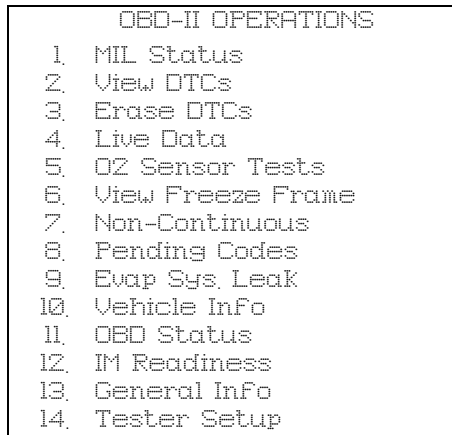 OBD-II OPERATIONS
1. MIL Status
2. View DTCs
3. Erase DTCs
4. Live Data
5. O2 Sensor Tests
6. View Freeze Frame
7. Non-Continuous
8. Pending Codes
9. Evap Sys. Leak
10. Vehicle Info
11. OBD Status
12. IM Readiness
13. General Info
14. Tester Setup